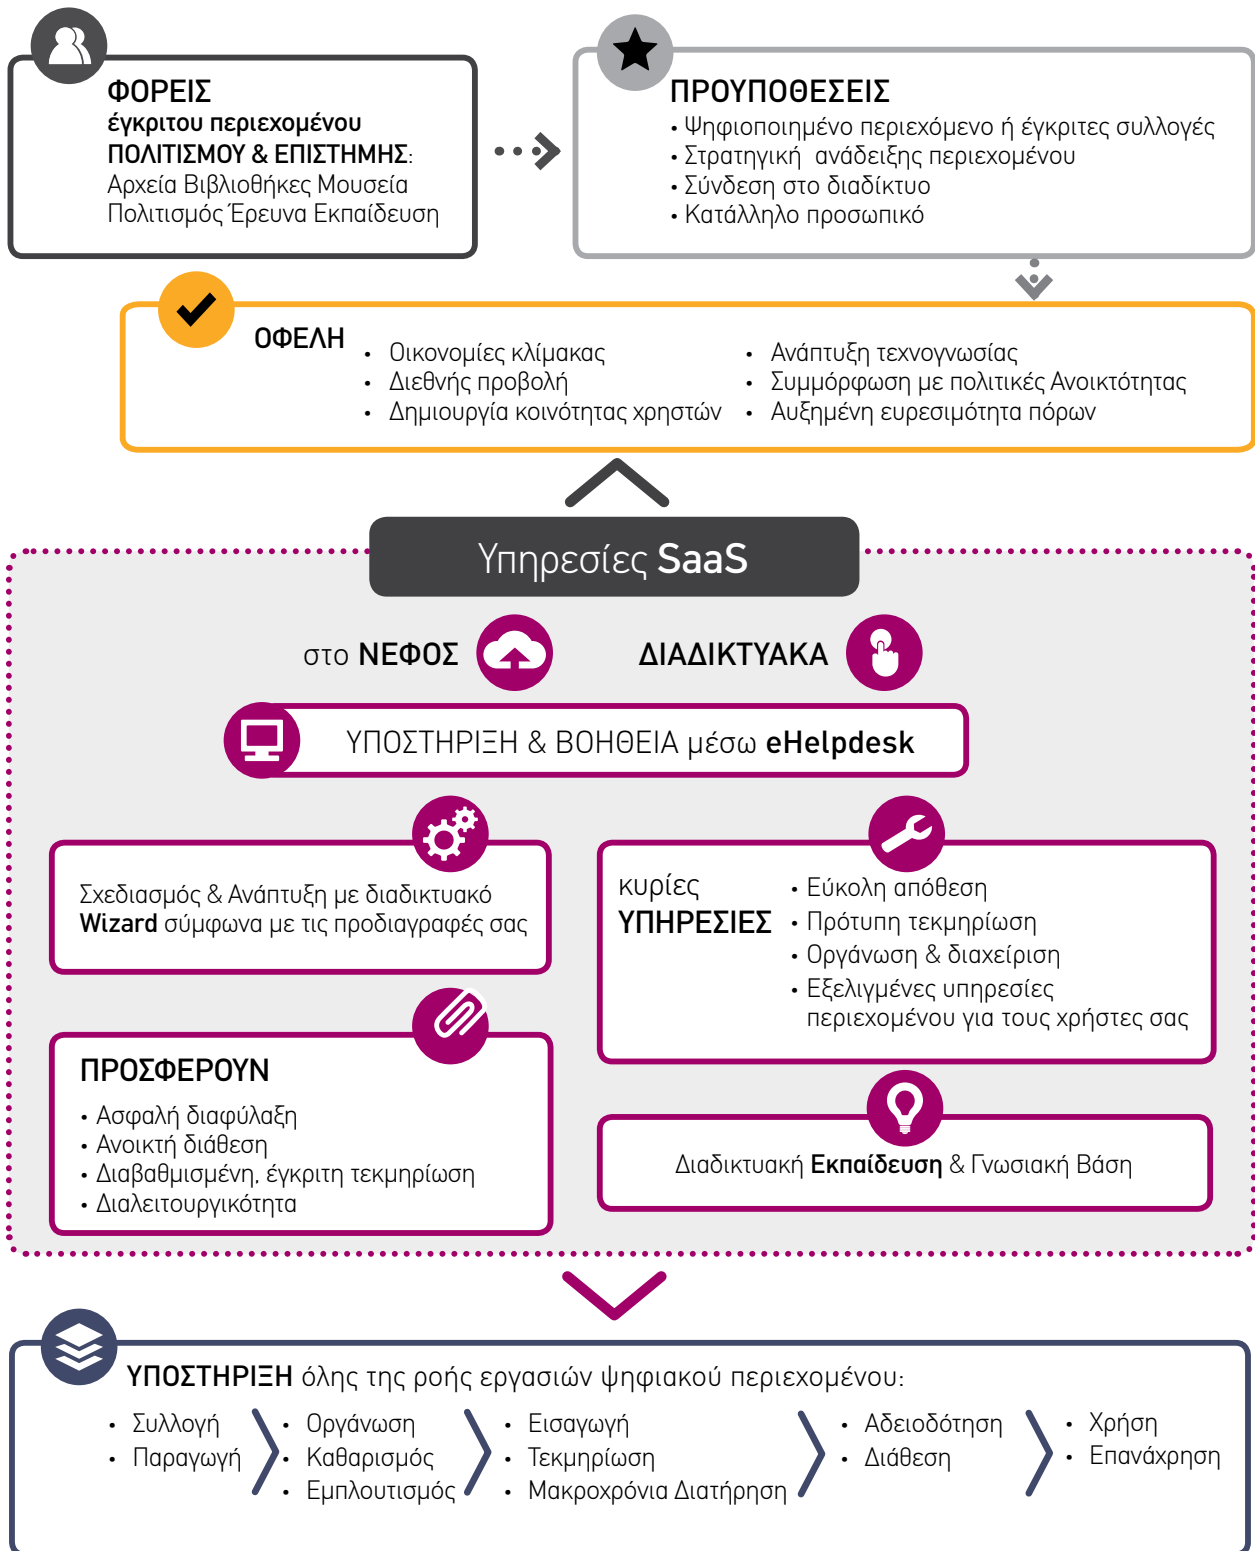 ΦΟΡΕΙΣ
έγκριτου περιεχομένου
ΠΟΛΙΤΙΣΜΟΥ & ΕΠΙΣΤΗΜΗΣ:
Αρχεία Βιβλιοθήκες Μουσεία
Πολιτισμός Έρευνα Εκπαίδευση
ΠΡΟΥΠΟΘΕΣΕΙΣ
• Ψηφιοποιημένο περιεχόμενο ή έγκριτες συλλογές
• Στρατηγική ανάδειξης περιεχομένου
• Σύνδεση στο διαδίκτυο
• Κατάλληλο προσωπικό
ΟΦΕΛΗ
• Οικονομίες κλίμακας
• Διεθνής προβολή
• Δημιουργία κοινότητας χρηστών
• Ανάπτυξη τεχνογνωσίας
• Συμμόρφωση με πολιτικές Ανοικτότητας
• Αυξημένη ευρεσιμότητα πόρων
Υπηρεσίες SaaS
στο ΝΕΦΟΣ
ΔΙΑΔΙΚΤΥΑΚΑ
ΥΠΟΣΤΗΡΙΞΗ & ΒΟΗΘΕΙΑ μέσω eHelpdesk
Σχεδιασμός & Ανάπτυξη με διαδικτυακό
Wizard σύμφωνα με τις προδιαγραφές σας
κυρίες
ΥΠΗΡΕΣΙΕΣ
• Εύκολη απόθεση
• Πρότυπη τεκμηρίωση
• Οργάνωση & διαχείριση
• Εξελιγμένες υπηρεσίες
περιεχομένου για τους χρήστες σας
ΠΡΟΣΦΕΡΟΥΝ
• Ασφαλή διαφύλαξη
• Ανοικτή διάθεση
• Διαβαθμισμένη, έγκριτη τεκμηρίωση
• Διαλειτουργικότητα
Διαδικτυακή Εκπαίδευση & Γνωσιακή Βάση
ΥΠΟΣΤΗΡΙΞΗ όλης της ροής εργασιών ψηφιακού περιεχομένου:
• Συλλογή
• Παραγωγή
• Οργάνωση
• Καθαρισμός
• Εμπλουτισμός
• Εισαγωγή
• Τεκμηρίωση
• Μακροχρόνια Διατήρηση
• Αδειοδότηση
• Διάθεση
• Χρήση
• Επανάχρηση